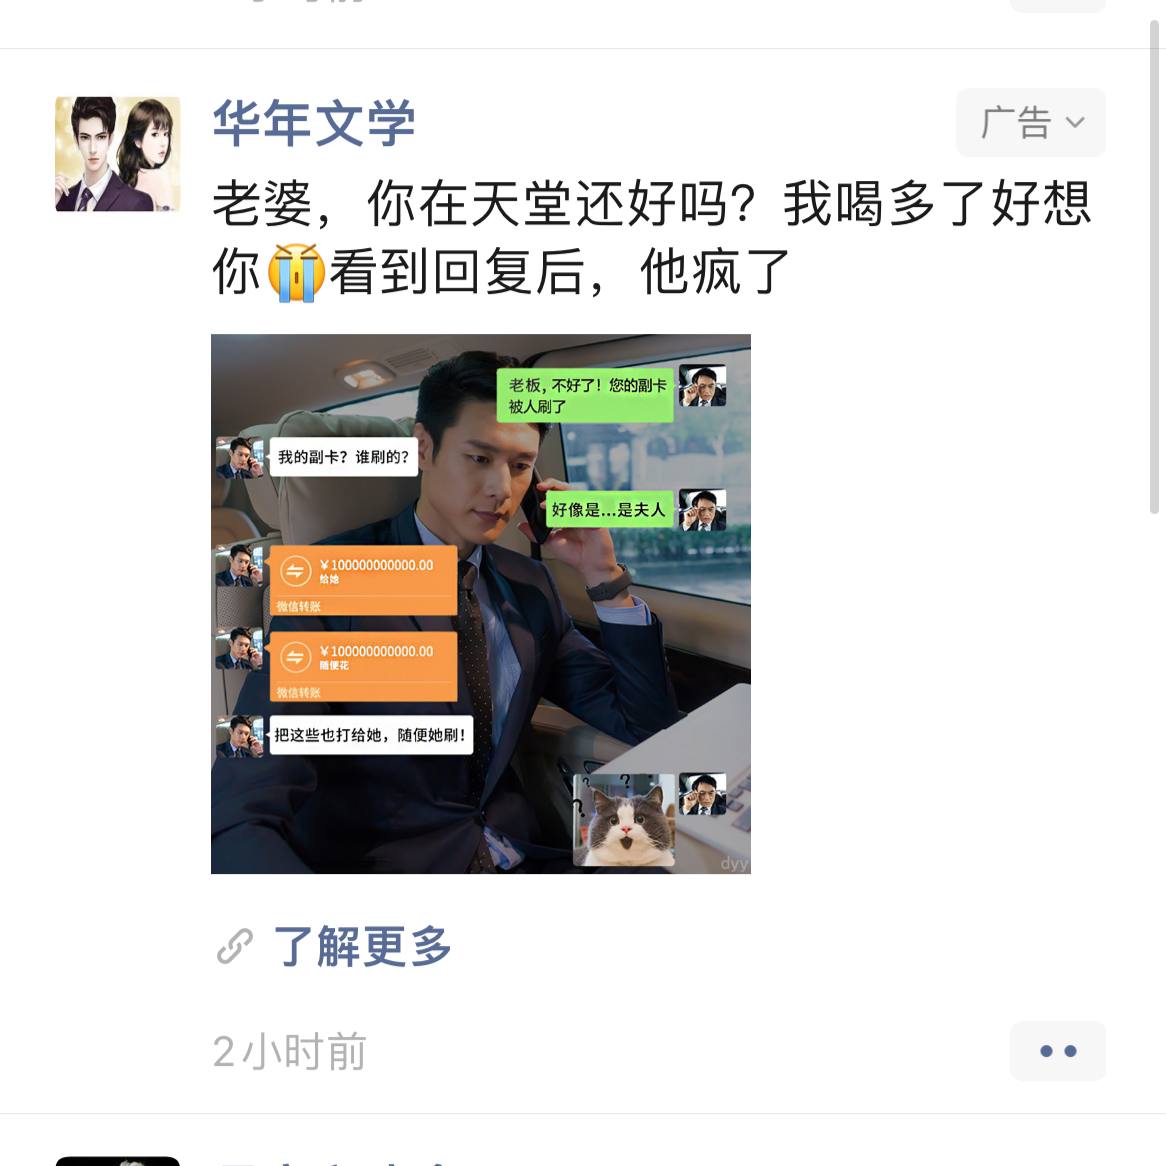 华年文学
广告
老婆，你在天堂还好吗？我喝多了好想
你😭看到回复后，他疯了
老板，不好了！您的副卡
被人刷了
我的副卡？谁刷的？
好像是...是夫人
￥100000000000.00
给她
微信转账
￥100000000000.00
随便花
微信转账
把这些也打给她，随便她刷！
? ? ?
dyy
了解更多
2小时前